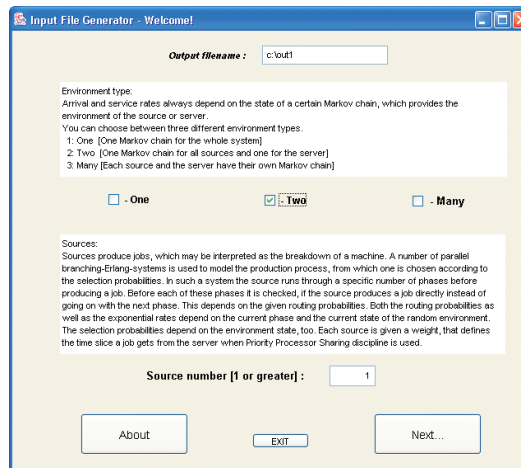 Input File Generator - Welcome!
Output filename : c:\out1
Environment type:
Arrival and service rates always depend on the state of a certain Markov chain, which provides the
environment of the source or server.
You can choose between three different environment types.
1: One [One Markov chain for the whole system]
2: Two [One Markov chain for all sources and one for the server]
3: Many [Each source and the server have their own Markov chain]
- One - Two - Many
Sources:
Sources produce jobs, which may be interpreted as the breakdown of a machine. A number of parallel
branching-Erlang-systems is used to model the production process, from which one is chosen according to
the selection probabilities. In such a system the source runs through a specific number of phases before
producing a job. Before each of these phases it is checked, if the source produces a job directly instead of
going on with the next phase. This depends on the given routing probabilities. Both the routing probabilities as
well as the exponential rates depend on the current phase and the current state of the random environment.
The selection probabilities depend on the environment state, too. Each source is given a weight, that defines
the time slice a job gets from the server when Priority Processor Sharing discipline is used.
Source number [1 or greater] : 1
About EXIT Next...